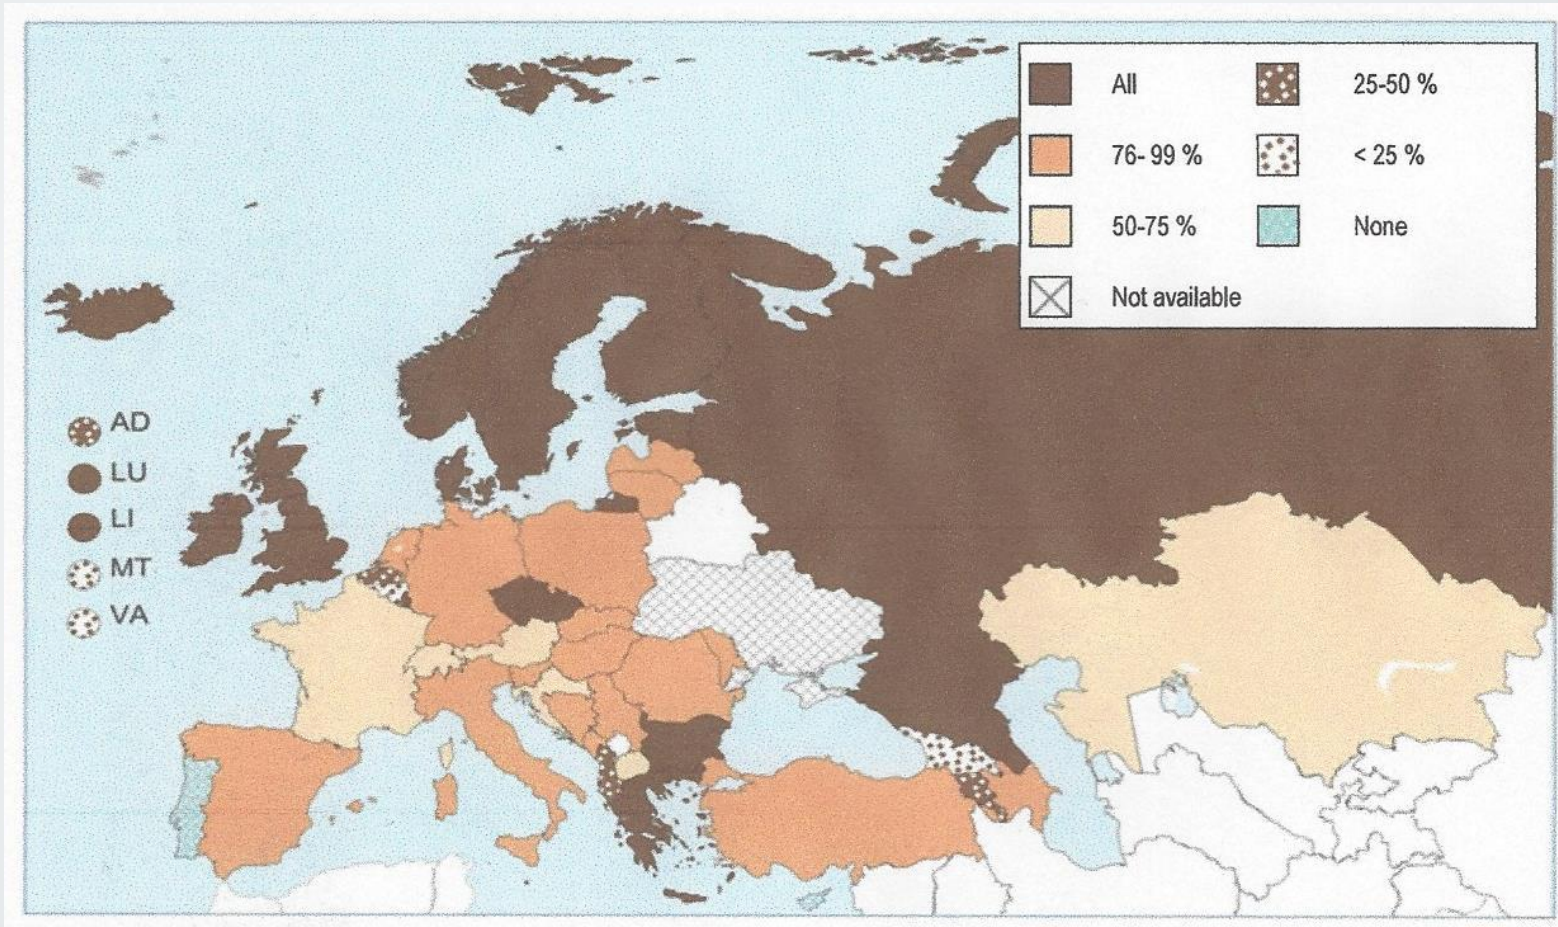 All
25-50 %
76- 99 %
< 25 %
50-75 %
None
Not available
AD
LU
LI
MT
VA